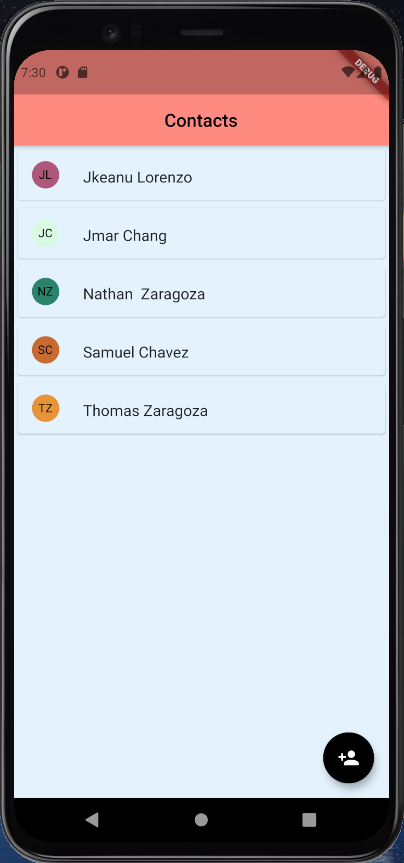 7:30
DEBUG
Contacts
JL Jkeanu Lorenzo
JC Jmar Chang
NZ Nathan  Zaragoza
SC Samuel Chavez
TZ Thomas Zaragoza